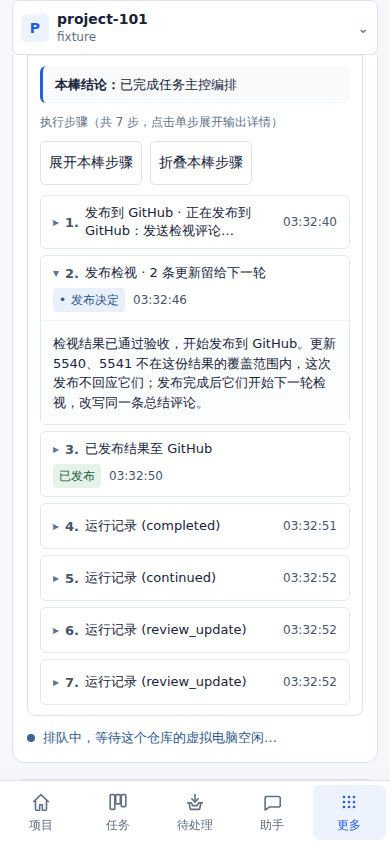 P
project-101
fixture
本棒结论：已完成任务主控编排
执行步骤（共 7 步，点击单步展开输出详情）
展开本棒步骤
折叠本棒步骤
▸ 1. 发布到 GitHub · 正在发布到
GitHub：发送检视评论…
03:32:40
▾ 2. 发布检视 · 2 条更新留给下一轮
• 发布决定 03:32:46
检视结果已通过验收，开始发布到 GitHub。更新
5540、5541 不在这份结果的覆盖范围内，这次
发布不回应它们；发布完成后它们开始下一轮检
视，改写同一条总结评论。
▸ 3. 已发布结果至 GitHub
已发布 03:32:50
▸ 4. 运行记录 (completed) 03:32:51
▸ 5. 运行记录 (continued) 03:32:52
▸ 6. 运行记录 (review_update) 03:32:52
▸ 7. 运行记录 (review_update) 03:32:52
排队中，等待这个仓库的虚拟电脑空闲…
项目
任务
待处理
助手
更多